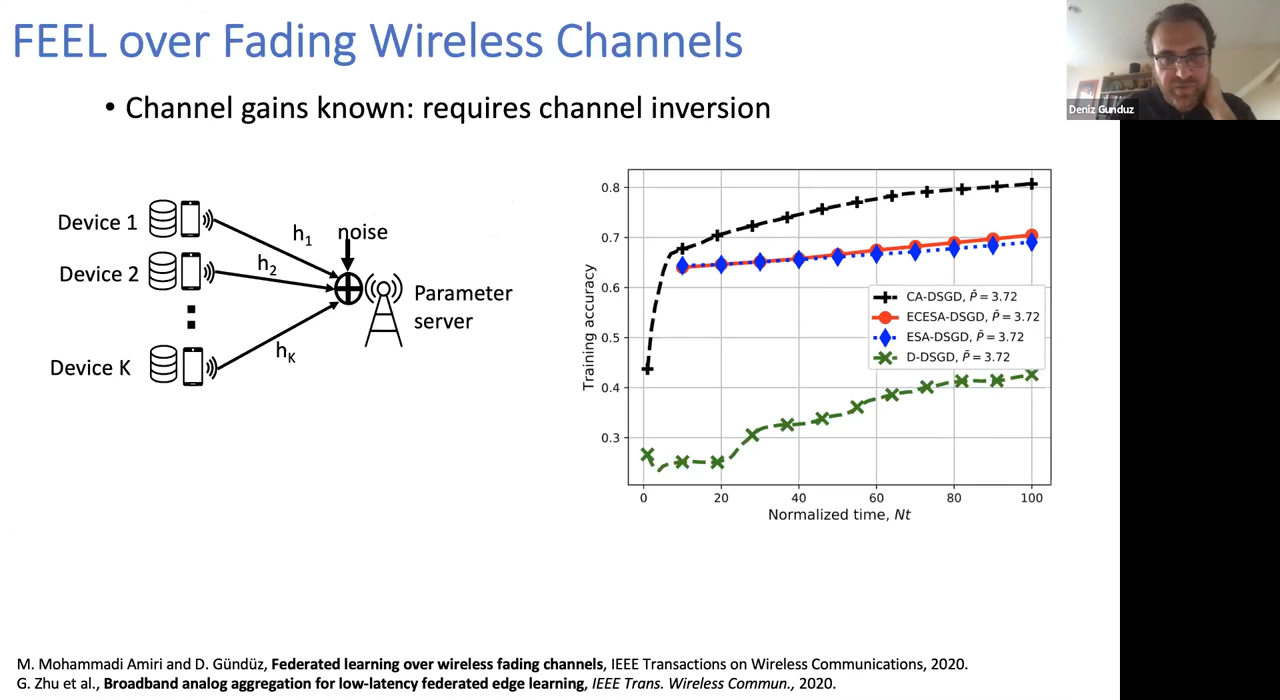 FEEL over Fading Wireless Channels
• Channel gains known: requires channel inversion
Deniz Gunduz
Device 1
Device 2
Device K
h1
h2
hK
noise
Parameter
server
Training accuracy
0.8
0.7
0.6
0.5
0.4
0.3
CA-DSGD, P̄ = 3.72
ECESA-DSGD, P̄ = 3.72
ESA-DSGD, P̄ = 3.72
D-DSGD, P̄ = 3.72
0 20 40 60 80 100
Normalized time, Nt
M. Mohammadi Amiri and D. Gündüz, Federated learning over wireless fading channels, IEEE Transactions on Wireless Communications, 2020.
G. Zhu et al., Broadband analog aggregation for low-latency federated edge learning, IEEE Trans. Wireless Commun., 2020.